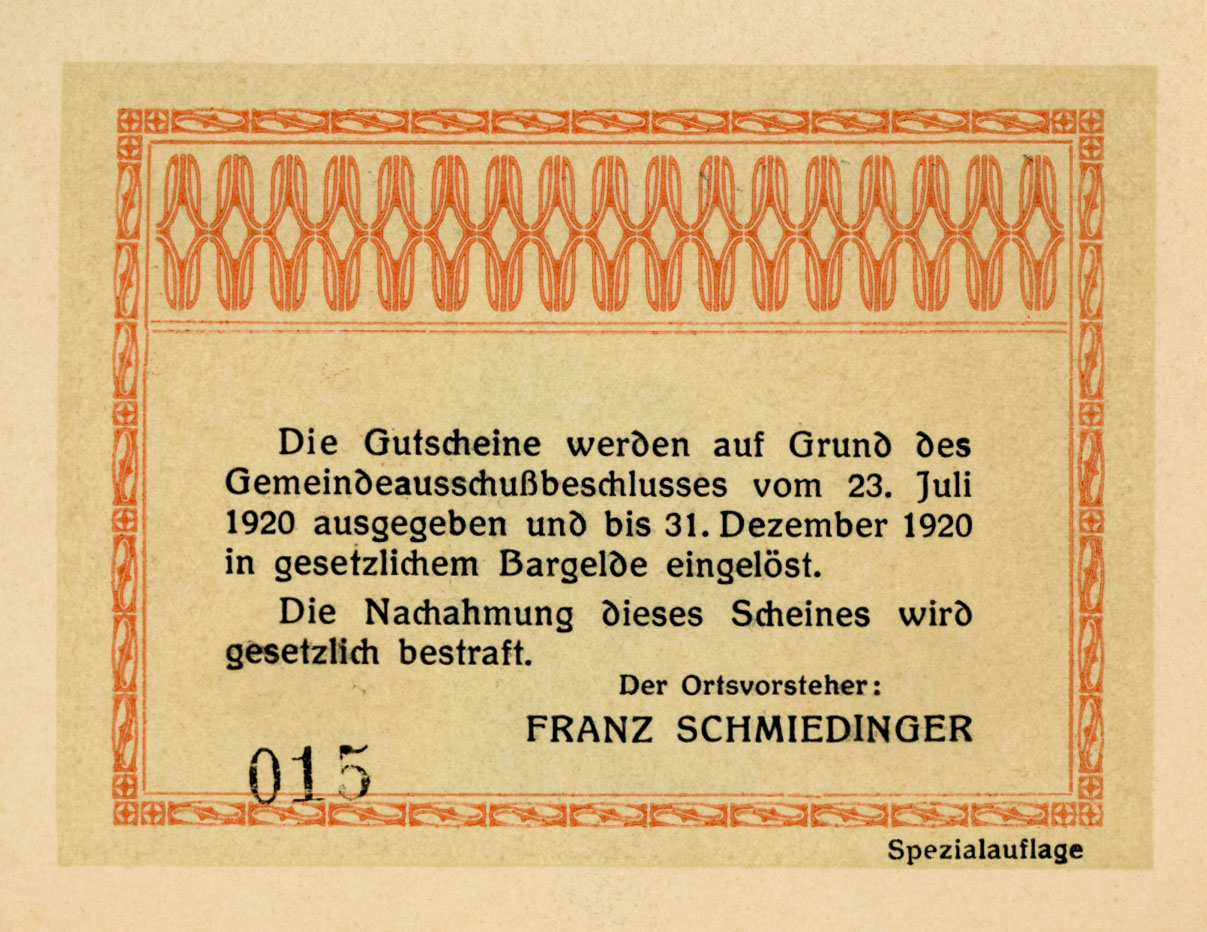 Die Gutscheine werden auf Grund des
Gemeindeausschußbeschlusses vom 23. Juli
1920 ausgegeben und bis 31. Dezember 1920
in gesetzlichem Bargelde eingelöst.
Die Nachahmung dieses Scheines wird
gesetzlich bestraft.
Der Ortsvorsteher:
FRANZ SCHMIEDINGER
015
Spezialauflage